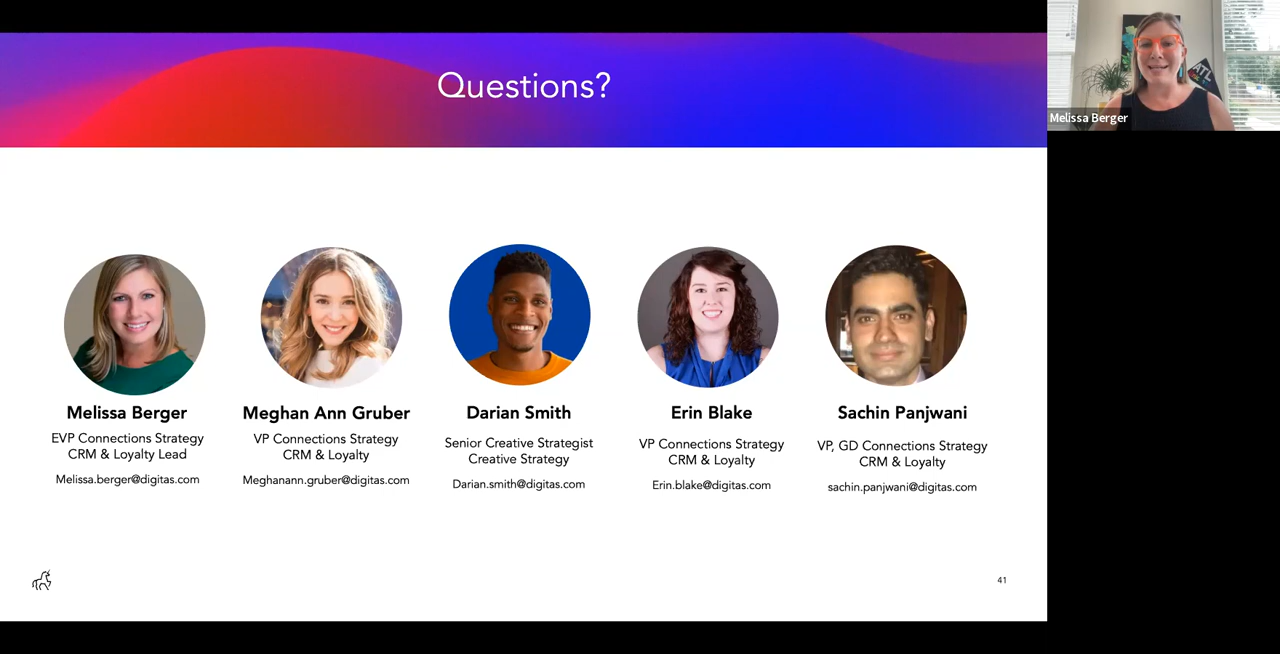 Questions?
Melissa Berger
ATL
Melissa Berger
EVP Connections Strategy
CRM & Loyalty Lead
Melissa.berger@digitas.com
Meghan Ann Gruber
VP Connections Strategy
CRM & Loyalty
Meghanann.gruber@digitas.com
Darian Smith
Senior Creative Strategist
Creative Strategy
Darian.smith@digitas.com
Erin Blake
VP Connections Strategy
CRM & Loyalty
Erin.blake@digitas.com
Sachin Panjwani
VP, GD Connections Strategy
CRM & Loyalty
sachin.panjwani@digitas.com
41